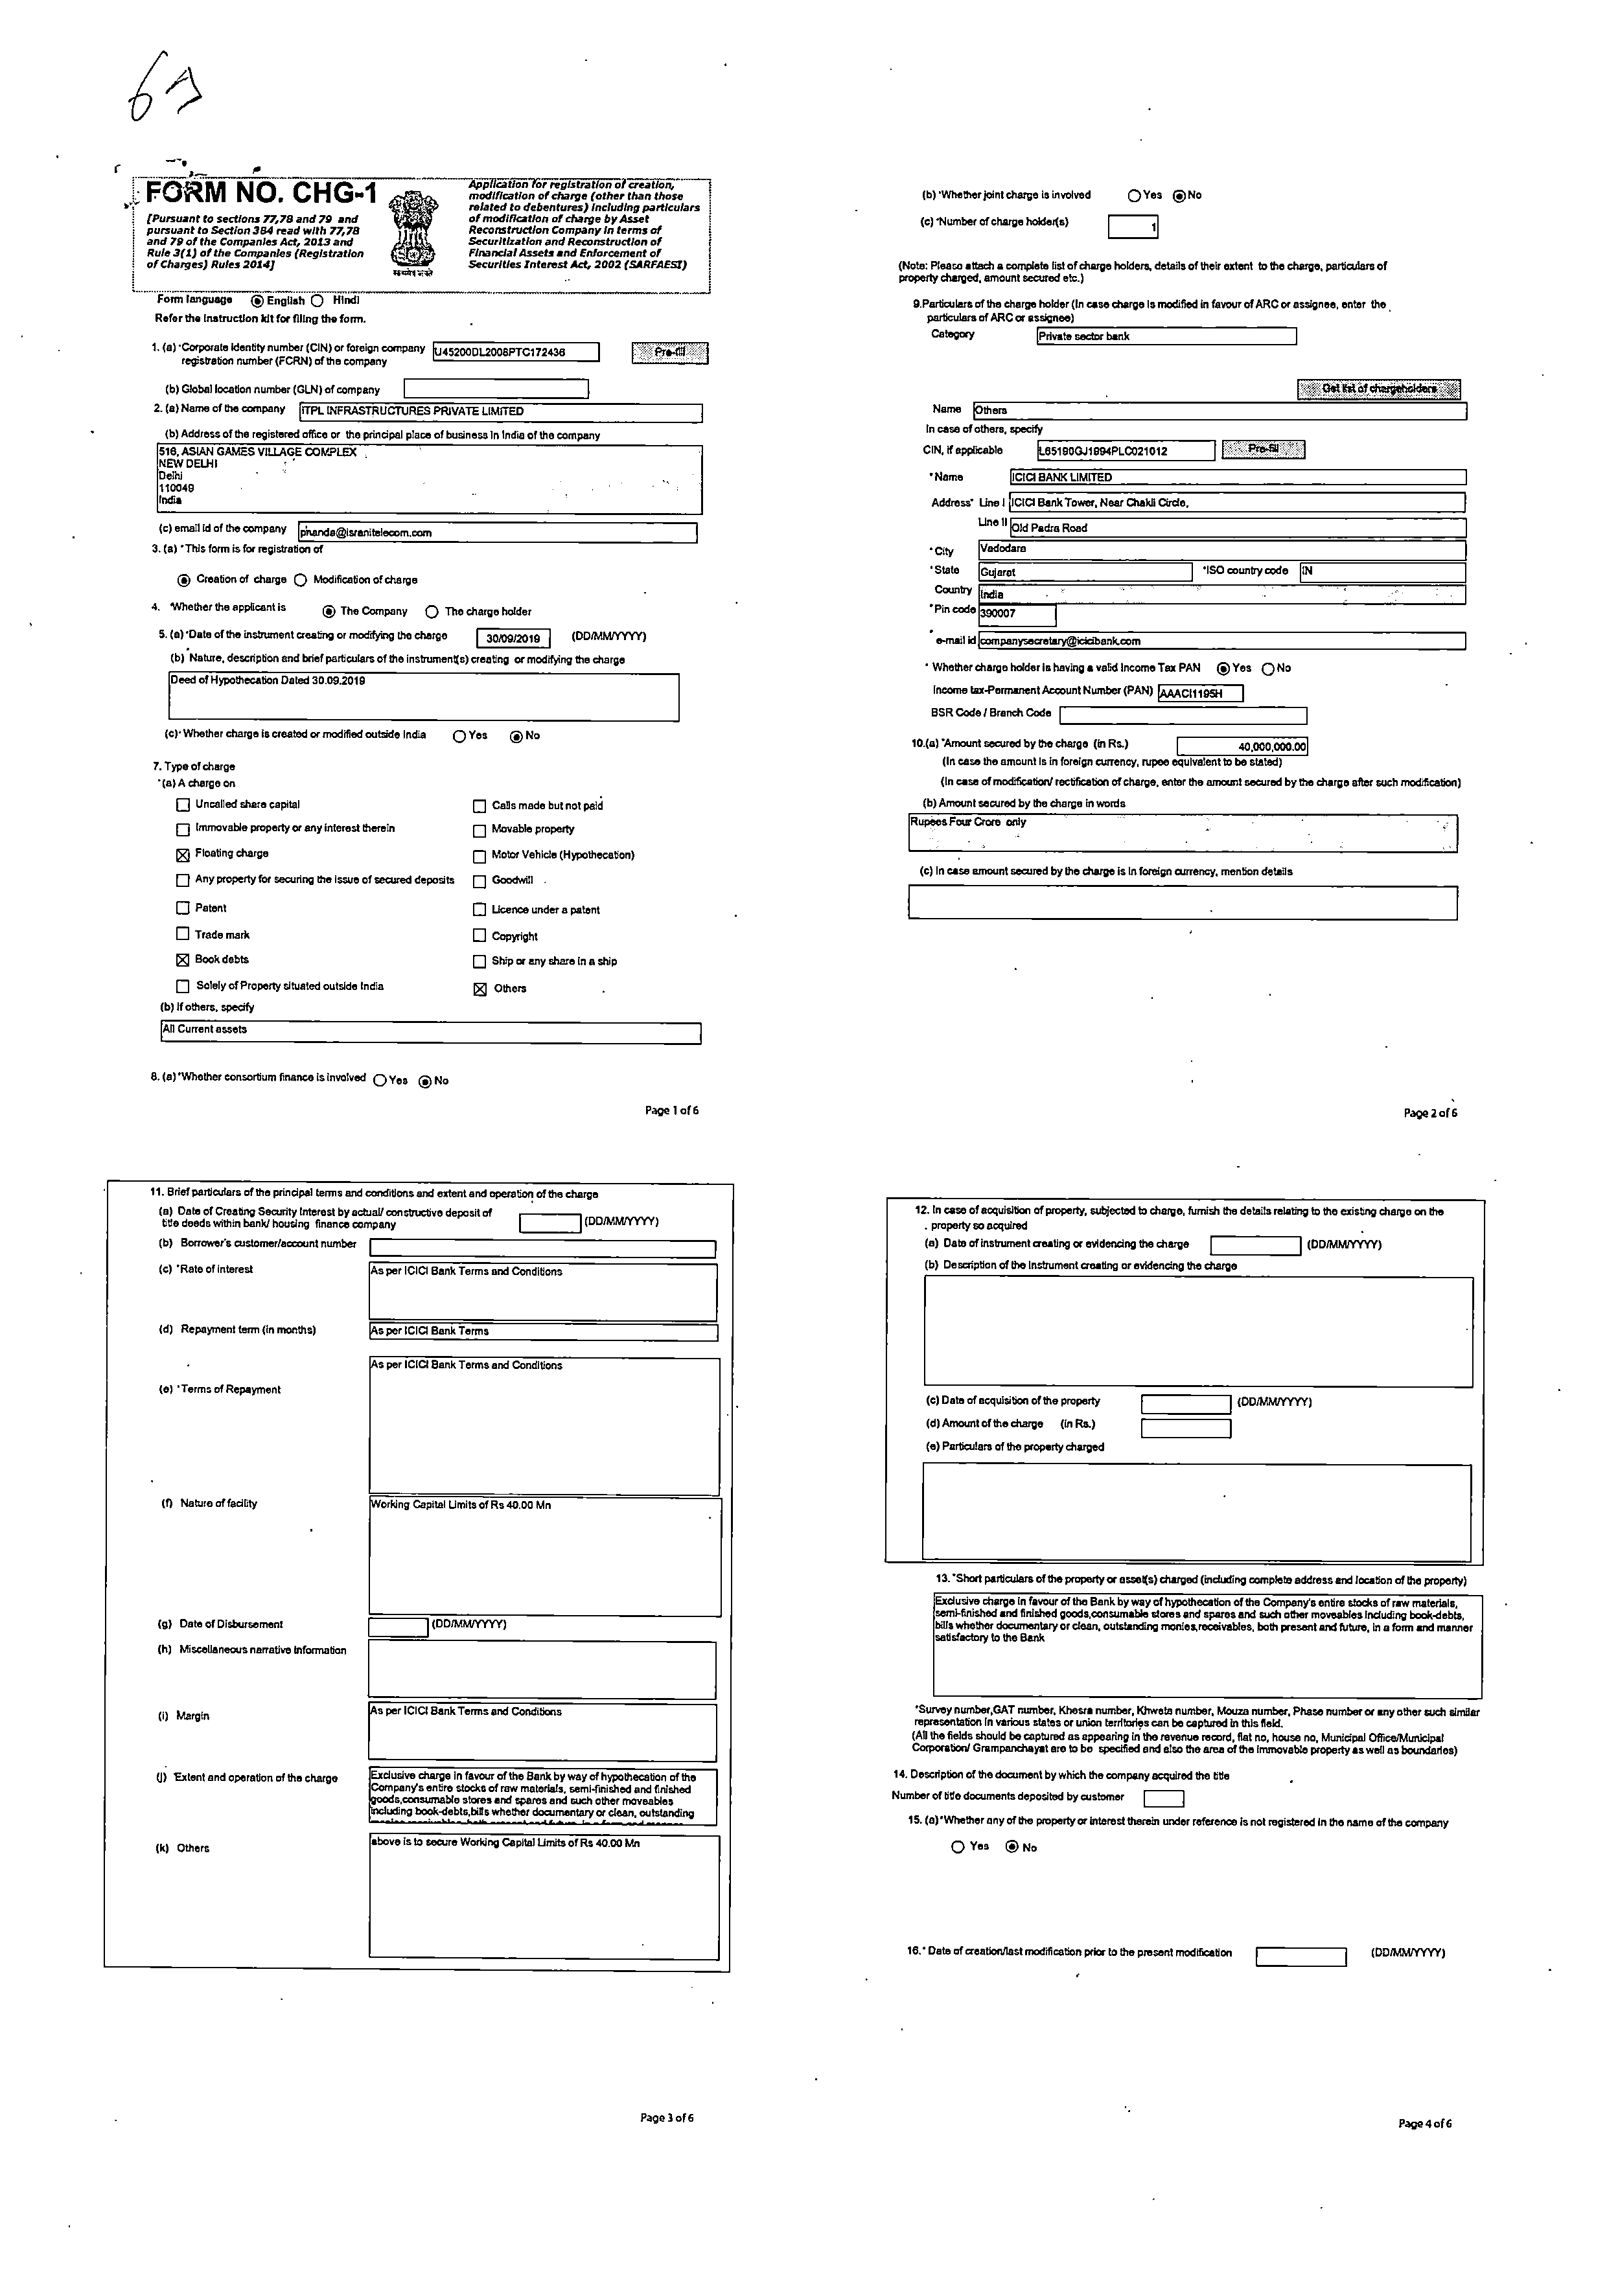 FORM NO. CHG-1
[Pursuant to sections 77,78 and 79 and
pursuant to Section 384 read with 77,78
and 79 of the Companies Act, 2013 and
Rule 3(1) of the Companies (Registration
of Charges) Rules 2014]
सत्यमेव जयते
Application for registration of creation,
modification of charge (other than those
related to debentures) including particulars
of modification of charge by Asset
Reconstruction Company in terms of
Securitization and Reconstruction of
Financial Assets and Enforcement of
Securities Interest Act, 2002 (SARFAESI)
Form language English Hindi
Refer the instruction kit for filing the form.
1. (a) *Corporate identity number (CIN) or foreign company
registration number (FCRN) of the company
U45200DL2008PTC172436
Pre-fill
(b) Global location number (GLN) of company
2. (a) Name of the company ITPL INFRASTRUCTURES PRIVATE LIMITED
(b) Address of the registered office or the principal place of business in India of the company
516, ASIAN GAMES VILLAGE COMPLEX
NEW DELHI
Delhi
110049
India
(c) email id of the company phanda@isranitelecom.com
3. (a) *This form is for registration of
Creation of charge Modification of charge
4. *Whether the applicant is The Company The charge holder
5. (a) *Date of the instrument creating or modifying the charge 30/09/2019 (DD/MM/YYYY)
(b) *Nature, description and brief particulars of the instrument(s) creating or modifying the charge
Deed of Hypothecation Dated 30.09.2019
(c)* Whether charge is created or modified outside India Yes No
7. Type of charge
*(a) A charge on
Uncalled share capital Calls made but not paid
Immovable property or any interest therein Movable property
Floating charge Motor Vehicle (Hypothecation)
Any property for securing the issue of secured deposits Goodwill
Patent Licence under a patent
Trade mark Copyright
Book debts Ship or any share in a ship
Solely of Property situated outside India Others
(b) If others, specify
All Current assets
8. (a) *Whether consortium finance is involved Yes No
Page 1 of 6
(b) *Whether joint charge is involved Yes No
(c) *Number of charge holder(s) 1
(Note: Please attach a complete list of charge holders, details of their extent to the charge, particulars of
property charged, amount secured etc.)
9.Particulars of the charge holder (In case charge is modified in favour of ARC or assignee, enter the
particulars of ARC or assignee)
Category Private sector bank
Get list of chargeholders
Name Others
In case of others, specify
CIN, if applicable L65190GJ1994PLC021012 Pre-fill
*Name ICICI BANK LIMITED
Address* Line I ICICI Bank Tower, Near Chakli Circle,
Line II Old Padra Road
*City Vadodara
*State Gujarat *ISO country code IN
Country India
*Pin code 390007
* e-mail id companysecretary@icicibank.com
* Whether charge holder is having a valid Income Tax PAN Yes No
Income tax-Permanent Account Number (PAN) AAACI1195H
BSR Code / Branch Code
10.(a) *Amount secured by the charge (in Rs.) 40,000,000.00
(In case the amount is in foreign currency, rupee equivalent to be stated)
(In case of modification/ rectification of charge, enter the amount secured by the charge after such modification)
(b) Amount secured by the charge in words
Rupees Four Crore only
(c) In case amount secured by the charge is in foreign currency, mention details
Page 2 of 6
11. Brief particulars of the principal terms and conditions and extent and operation of the charge
(a) Date of Creating Security Interest by actual/ constructive deposit of
title deeds within bank/ housing finance company
(DD/MM/YYYY)
(b) Borrower's customer/account number
(c) *Rate of interest As per ICICI Bank Terms and Conditions
(d) Repayment term (in months) As per ICICI Bank Terms
As per ICICI Bank Terms and Conditions
(e) *Terms of Repayment
(f) Nature of facility Working Capital Limits of Rs 40.00 Mn
(g) Date of Disbursement (DD/MM/YYYY)
(h) Miscellaneous narrative information
(i) Margin As per ICICI Bank Terms and Conditions
(j) *Extent and operation of the charge
Exclusive charge in favour of the Bank by way of hypothecation of the
Company's entire stocks of raw materials, semi-finished and finished
goods,consumable stores and spares and such other moveables
including book-debts,bills whether documentary or clean, outstanding
(k) Others above is to secure Working Capital Limits of Rs 40.00 Mn
Page 3 of 6
12. In case of acquisition of property, subjected to charge, furnish the details relating to the existing charge on the
property so acquired
(a) Date of instrument creating or evidencing the charge (DD/MM/YYYY)
(b) Description of the instrument creating or evidencing the charge
(c) Date of acquisition of the property (DD/MM/YYYY)
(d) Amount of the charge (in Rs.)
(e) Particulars of the property charged
13. *Short particulars of the property or asset(s) charged (including complete address and location of the property)
Exclusive charge in favour of the Bank by way of hypothecation of the Company's entire stocks of raw materials,
semi-finished and finished goods,consumable stores and spares and such other moveables including book-debts,
bills whether documentary or clean, outstanding monies,receivables, both present and future, in a form and manner
satisfactory to the Bank
*Survey number,GAT number, Khesra number, Khweta number, Mouza number, Phase number or any other such similar
representation in various states or union territories can be captured in this field.
(All the fields should be captured as appearing in the revenue record, flat no, house no, Municipal Office/Municipal
Corporation/ Grampanchayat are to be specified and also the area of the immovable property as well as boundaries)
14. Description of the document by which the company acquired the title
Number of title documents deposited by customer
15. (a)*Whether any of the property or interest therein under reference is not registered in the name of the company
Yes No
16.* Date of creation/last modification prior to the present modification (DD/MM/YYYY)
Page 4 of 6